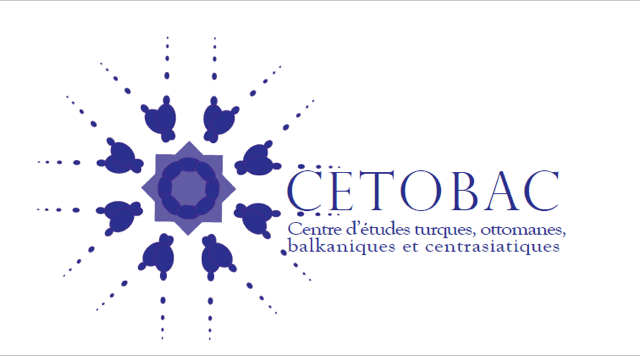 CETOBAC
Centre d'études turques, ottomanes,
balkaniques et centrasiatiques